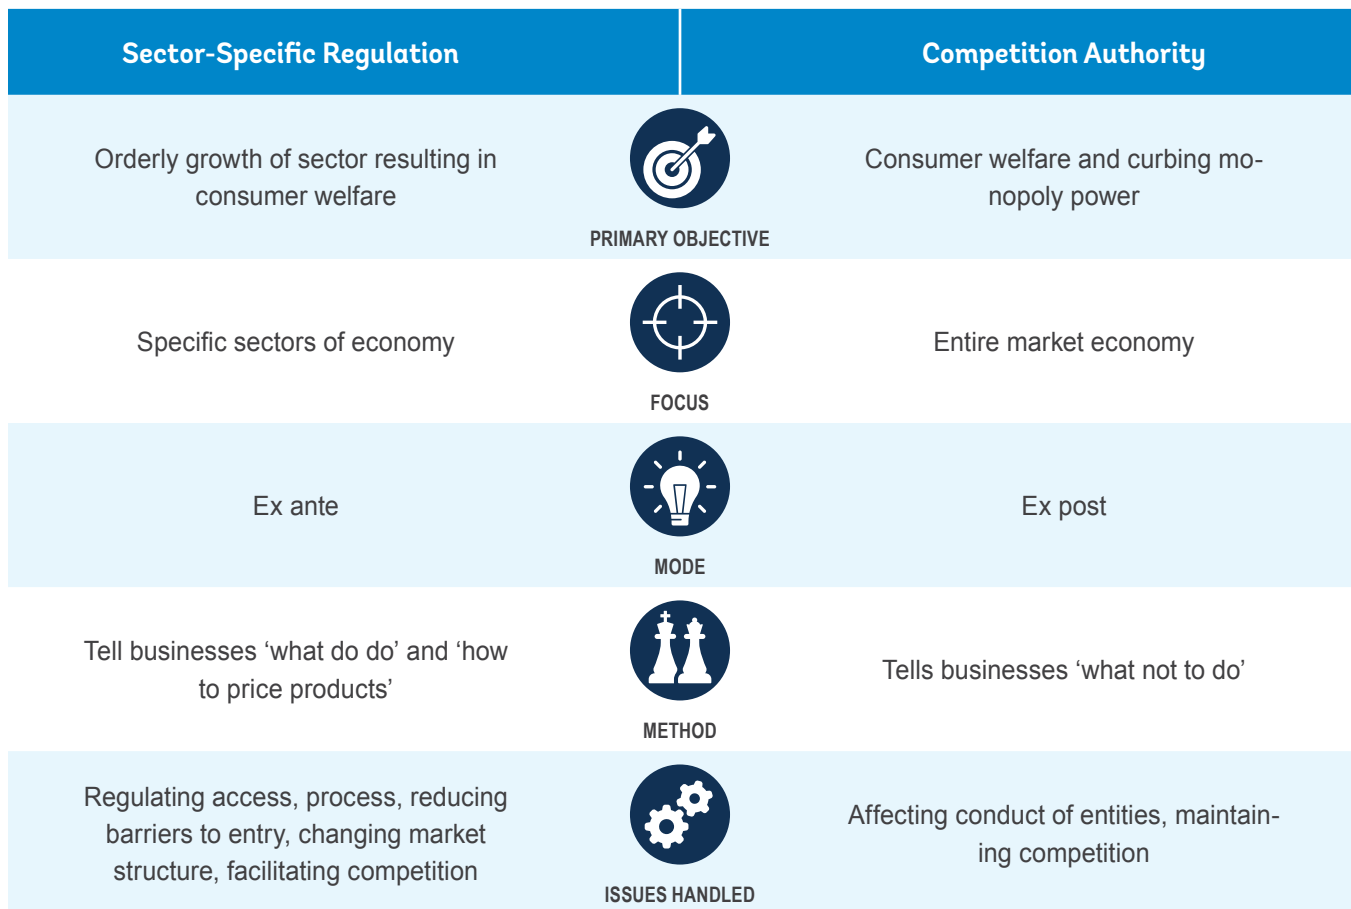 Sector-Specific Regulation
Competition Authority
Orderly growth of sector resulting in
consumer welfare
PRIMARY OBJECTIVE
Consumer welfare and curbing mo-
nopoly power
Specific sectors of economy
FOCUS
Entire market economy
Ex ante
MODE
Ex post
Tell businesses ‘what do do’ and ‘how
to price products’
METHOD
Tells businesses ‘what not to do’
Regulating access, process, reducing
barriers to entry, changing market
structure, facilitating competition
ISSUES HANDLED
Affecting conduct of entities, maintain-
ing competition